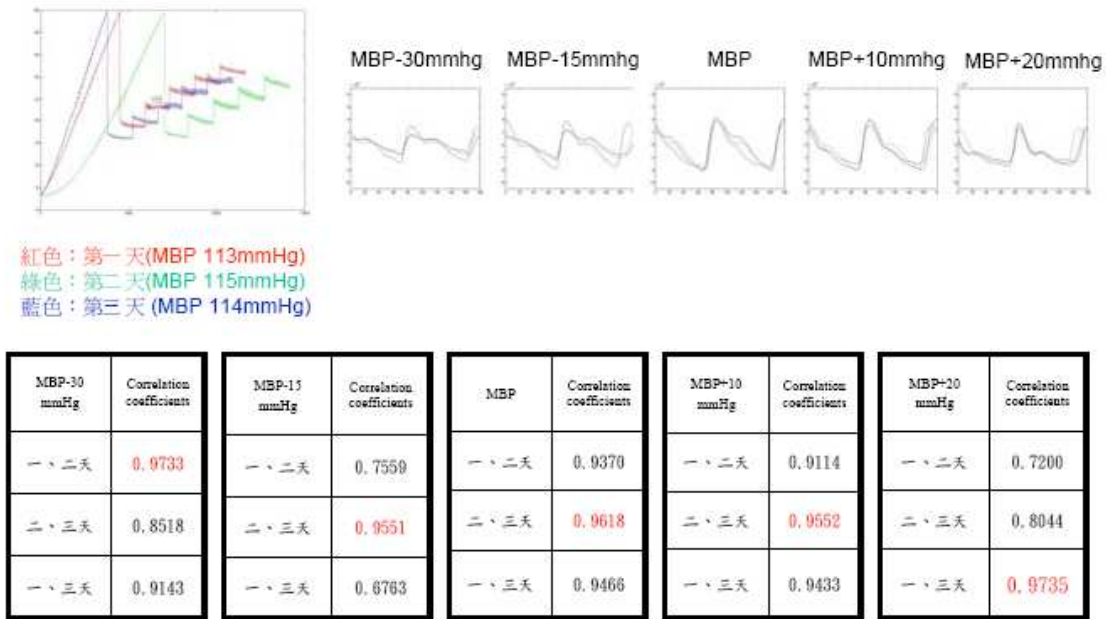 MBP-30mmhg MBP-15mmhg MBP MBP+10mmhg MBP+20mmhg
紅色：第一天(MBP 113mmHg)
綠色：第二天(MBP 115mmHg)
藍色：第三天 (MBP 114mmHg)
MBP-30 mmHg Correlation coefficients
一、二天 0.9733
二、三天 0.8518
一、三天 0.9143
MBP-15 mmHg Correlation coefficients
一、二天 0.7559
二、三天 0.9551
一、三天 0.6763
MBP Correlation coefficients
一、二天 0.9370
二、三天 0.9618
一、三天 0.9466
MBP+10 mmHg Correlation coefficients
一、二天 0.9114
二、三天 0.9552
一、三天 0.9433
MBP+20 mmHg Correlation coefficients
一、二天 0.7200
二、三天 0.8044
一、三天 0.9735